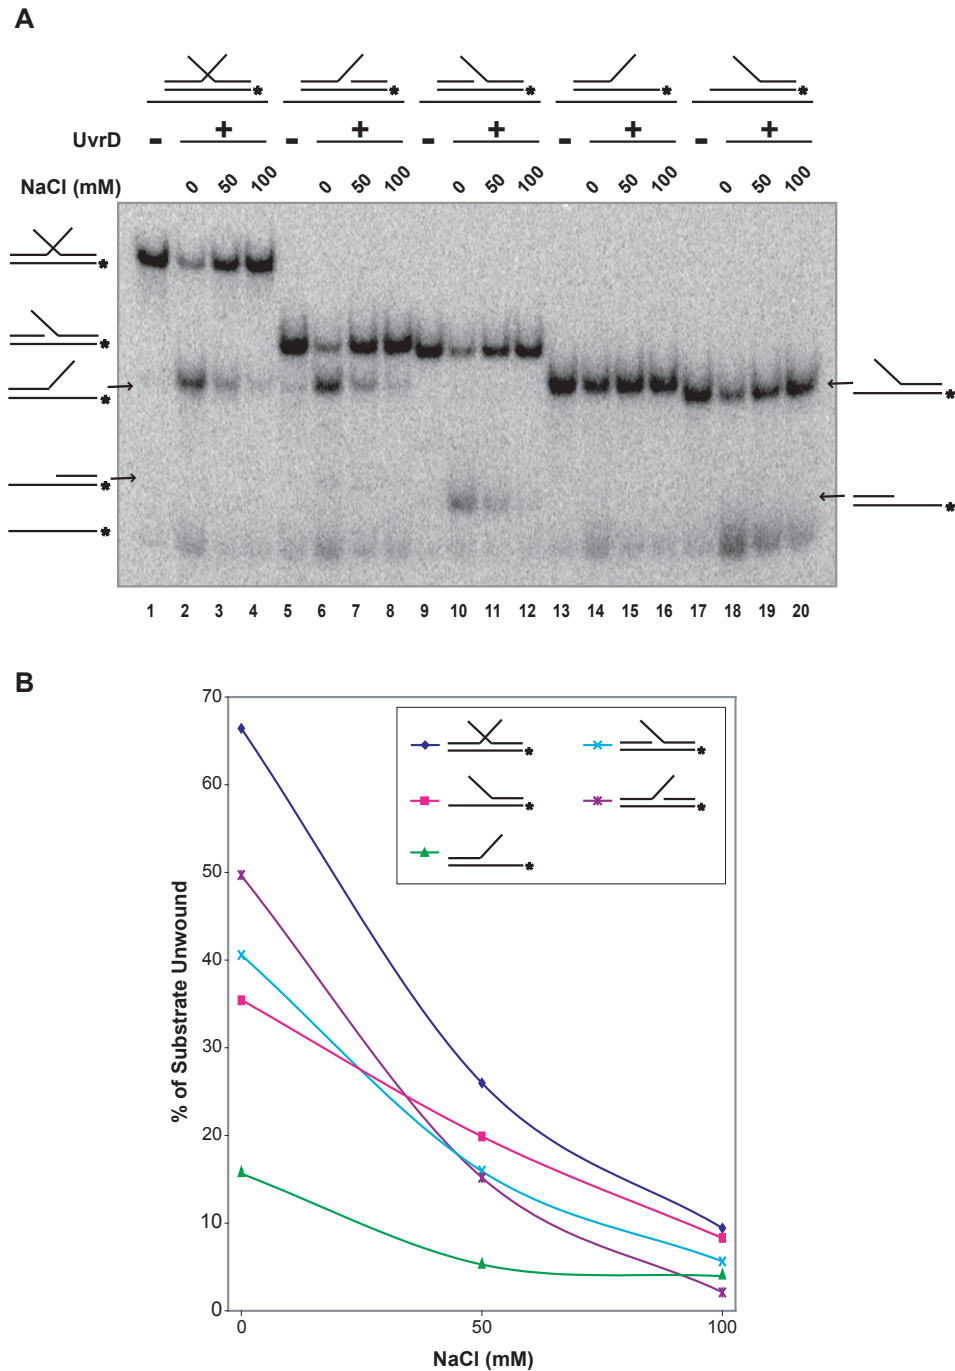 A
* * * * *
UvrD - + - + - + - + - +
NaCl (mM) 0 50 100 0 50 100 0 50 100 0 50 100 0 50 100
*
*
*
*
*
*
*
1 2 3 4 5 6 7 8 9 10 11 12 13 14 15 16 17 18 19 20
B
70
60
50
40
30
20
10
0
% of Substrate Unwound
* *
* *
*
0 50 100
NaCl (mM)